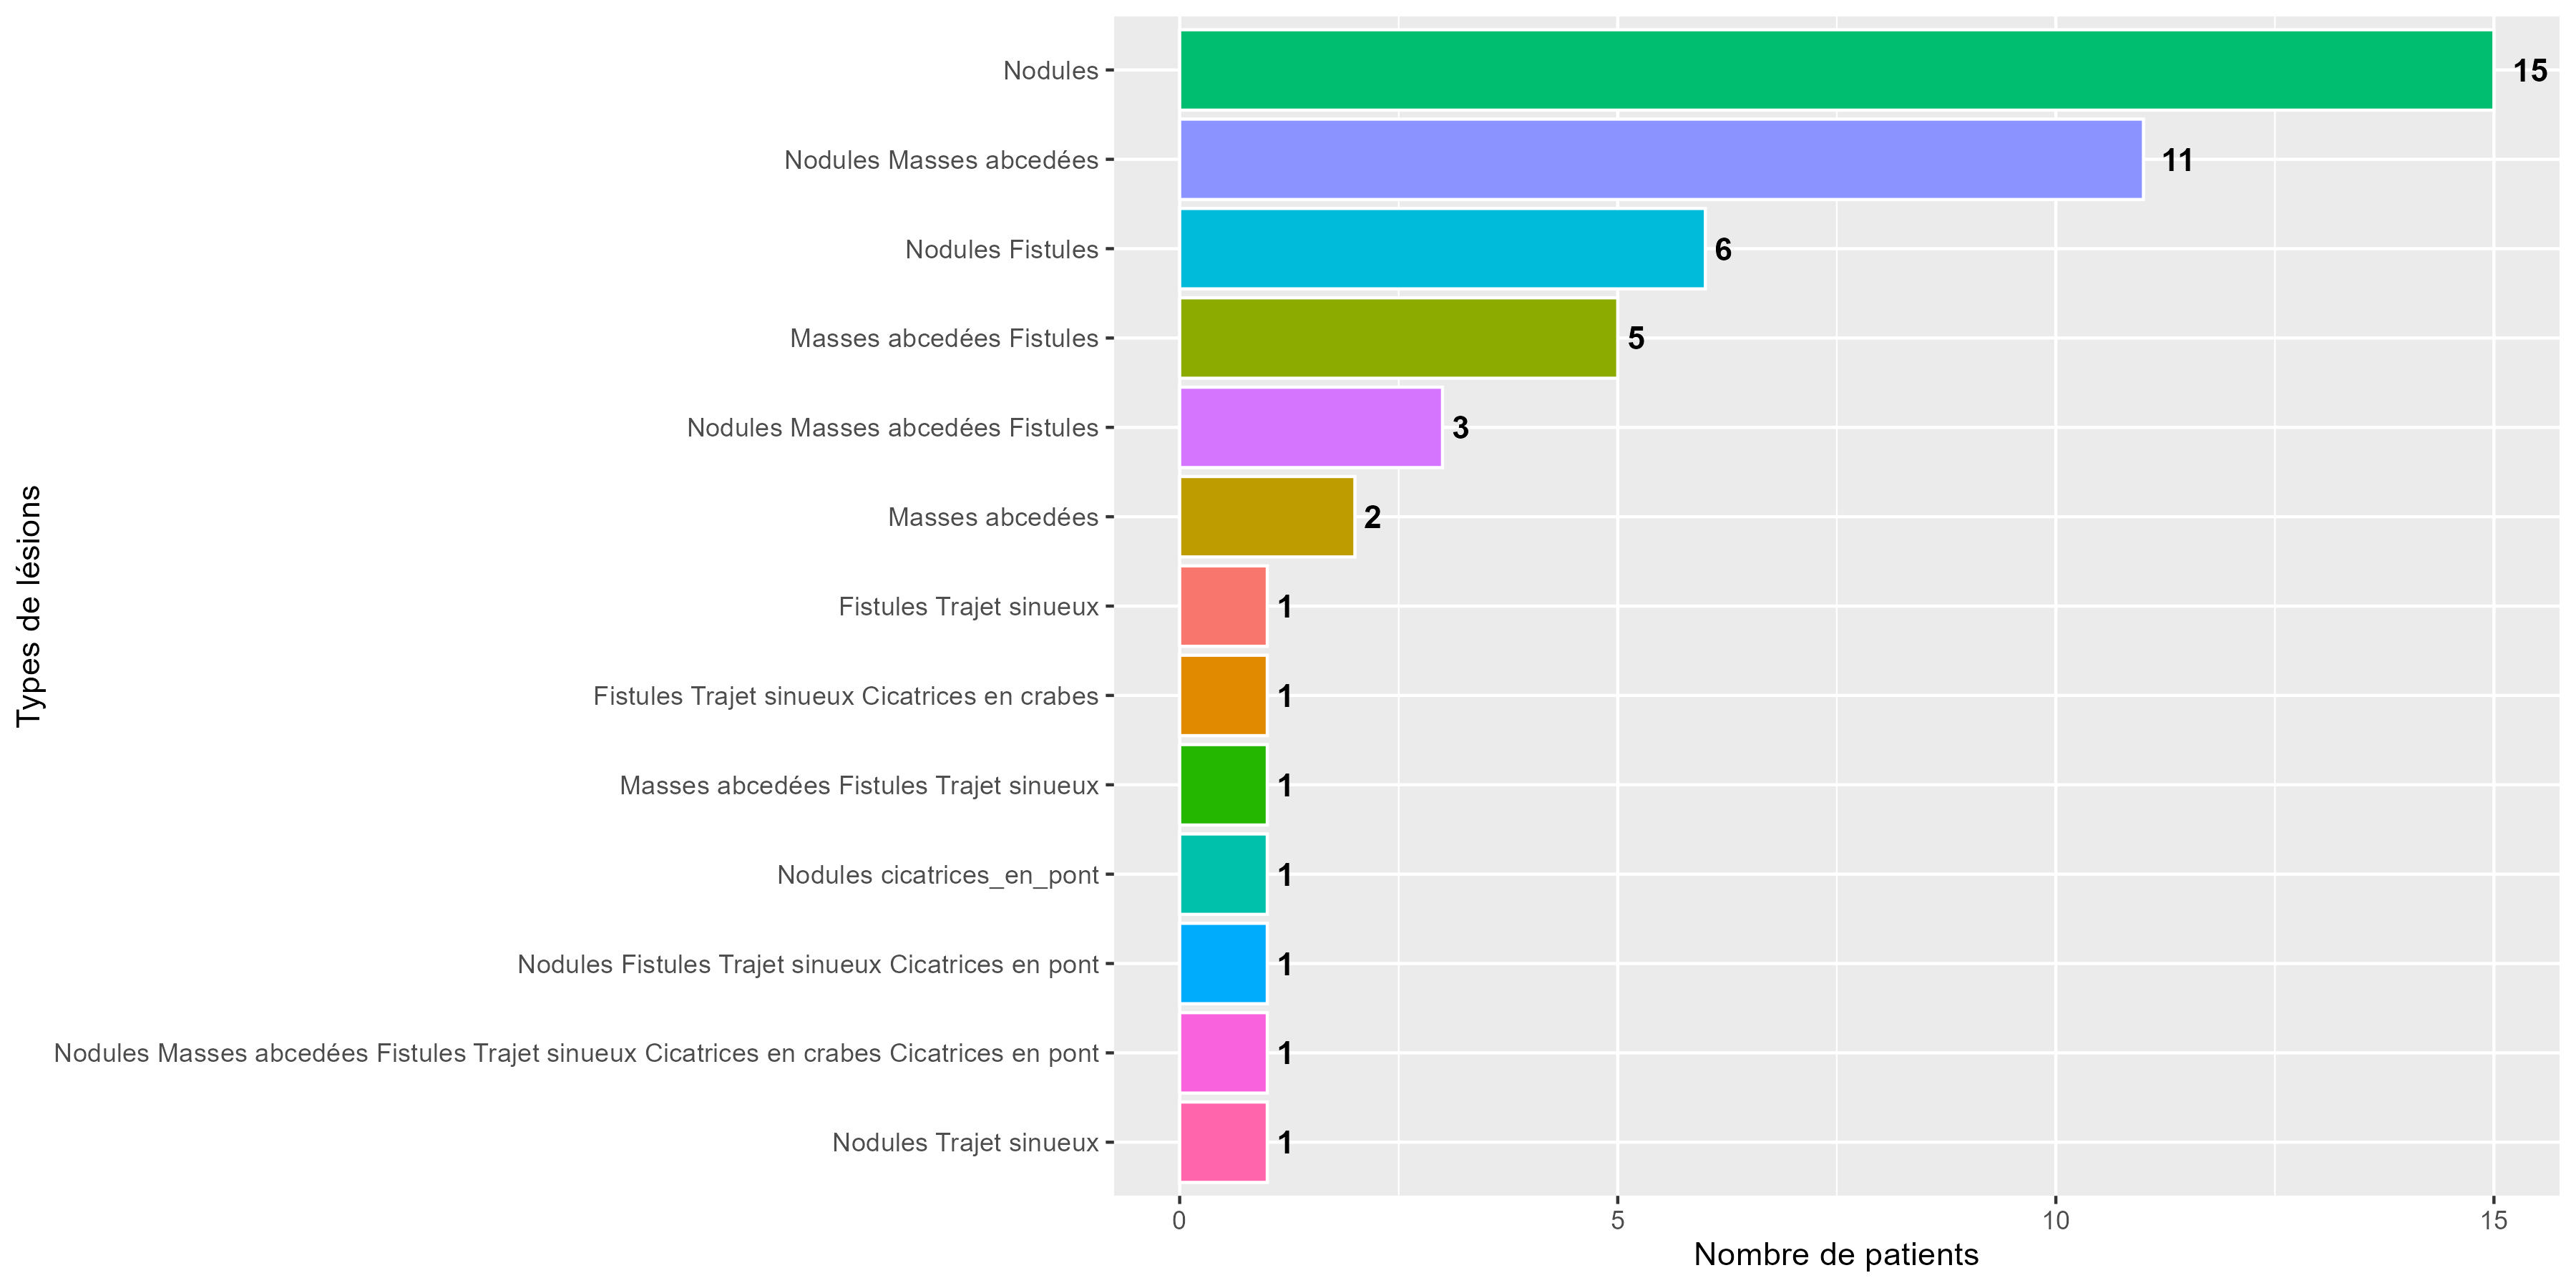 Nodules
15
Nodules Masses abcedées
11
Nodules Fistules
6
Masses abcedées Fistules
5
Nodules Masses abcedées Fistules
3
Masses abcedées
2
Fistules Trajet sinueux
1
Fistules Trajet sinueux Cicatrices en crabes
1
Masses abcedées Fistules Trajet sinueux
1
Nodules cicatrices_en_pont
1
Nodules Fistules Trajet sinueux Cicatrices en pont
1
Nodules Masses abcedées Fistules Trajet sinueux Cicatrices en crabes Cicatrices en pont
1
Nodules Trajet sinueux
1
Types de lésions
0 5 10 15
Nombre de patients